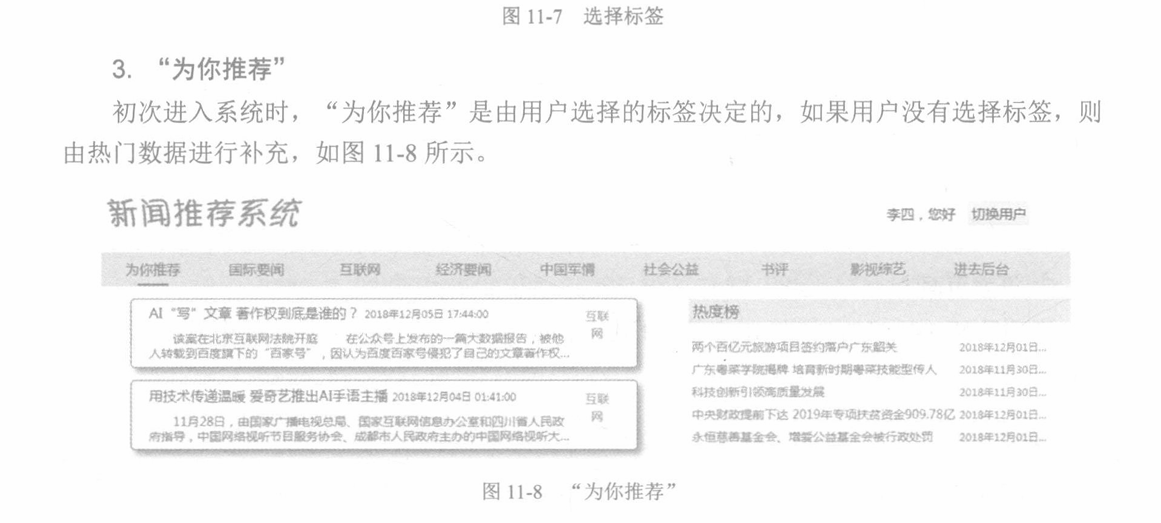 图 11-7 选择标签
3. “为你推荐”
初次进入系统时，“为你推荐”是由用户选择的标签决定的，如果用户没有选择标签，则
由热门数据进行补充，如图 11-8 所示。
新闻推荐系统
李四，您好 切换用户
为你推荐 国际要闻 互联网 经济要闻 中国军情 社会公益 书评 影视综艺 进去后台
AI“写”文章 著作权到底是谁的？ 2018年12月05日 17:44:00
互联
网
该案在北京互联网法院开庭 在公众号上发布的一篇大数据报告，被他
人转载到百度旗下的“百家号”，因认为百度百家号侵犯了自己的文章著作权...
用技术传递温暖 爱奇艺推出AI手语主播 2018年12月04日 01:41:00
互联
网
11月28日，由国家广播电视总局、国家互联网信息办公室和四川省人民政
府指导，中国网络视听节目服务协会、成都市人民政府主办的中国网络视听大...
热度榜
两个百亿元旅游项目签约落户广东韶关 2018年12月01日...
广东粤菜学院揭牌 培育新时期粤菜技能型传人 2018年11月30日...
科技创新引领高质量发展 2018年11月30日...
中央财政提前下达 2019年专项扶贫资金909.78亿 2018年12月01日...
永恒慈善基金会、增爱公益基金会被行政处罚 2018年12月01日...
图 11-8 “为你推荐”